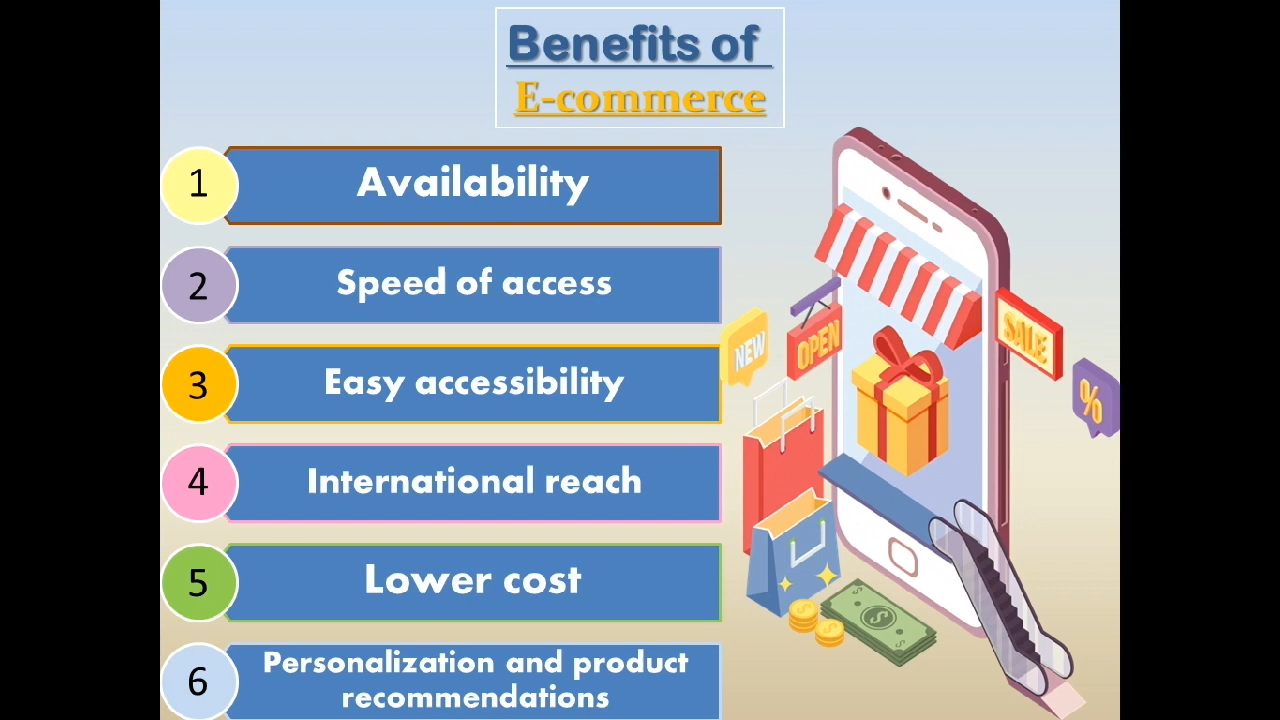 Benefits of
E-commerce
1 Availability
2 Speed of access
3 Easy accessibility
4 International reach
5 Lower cost
6 Personalization and product
recommendations
NEW
OPEN
SALE
%
$
$
$
$
$